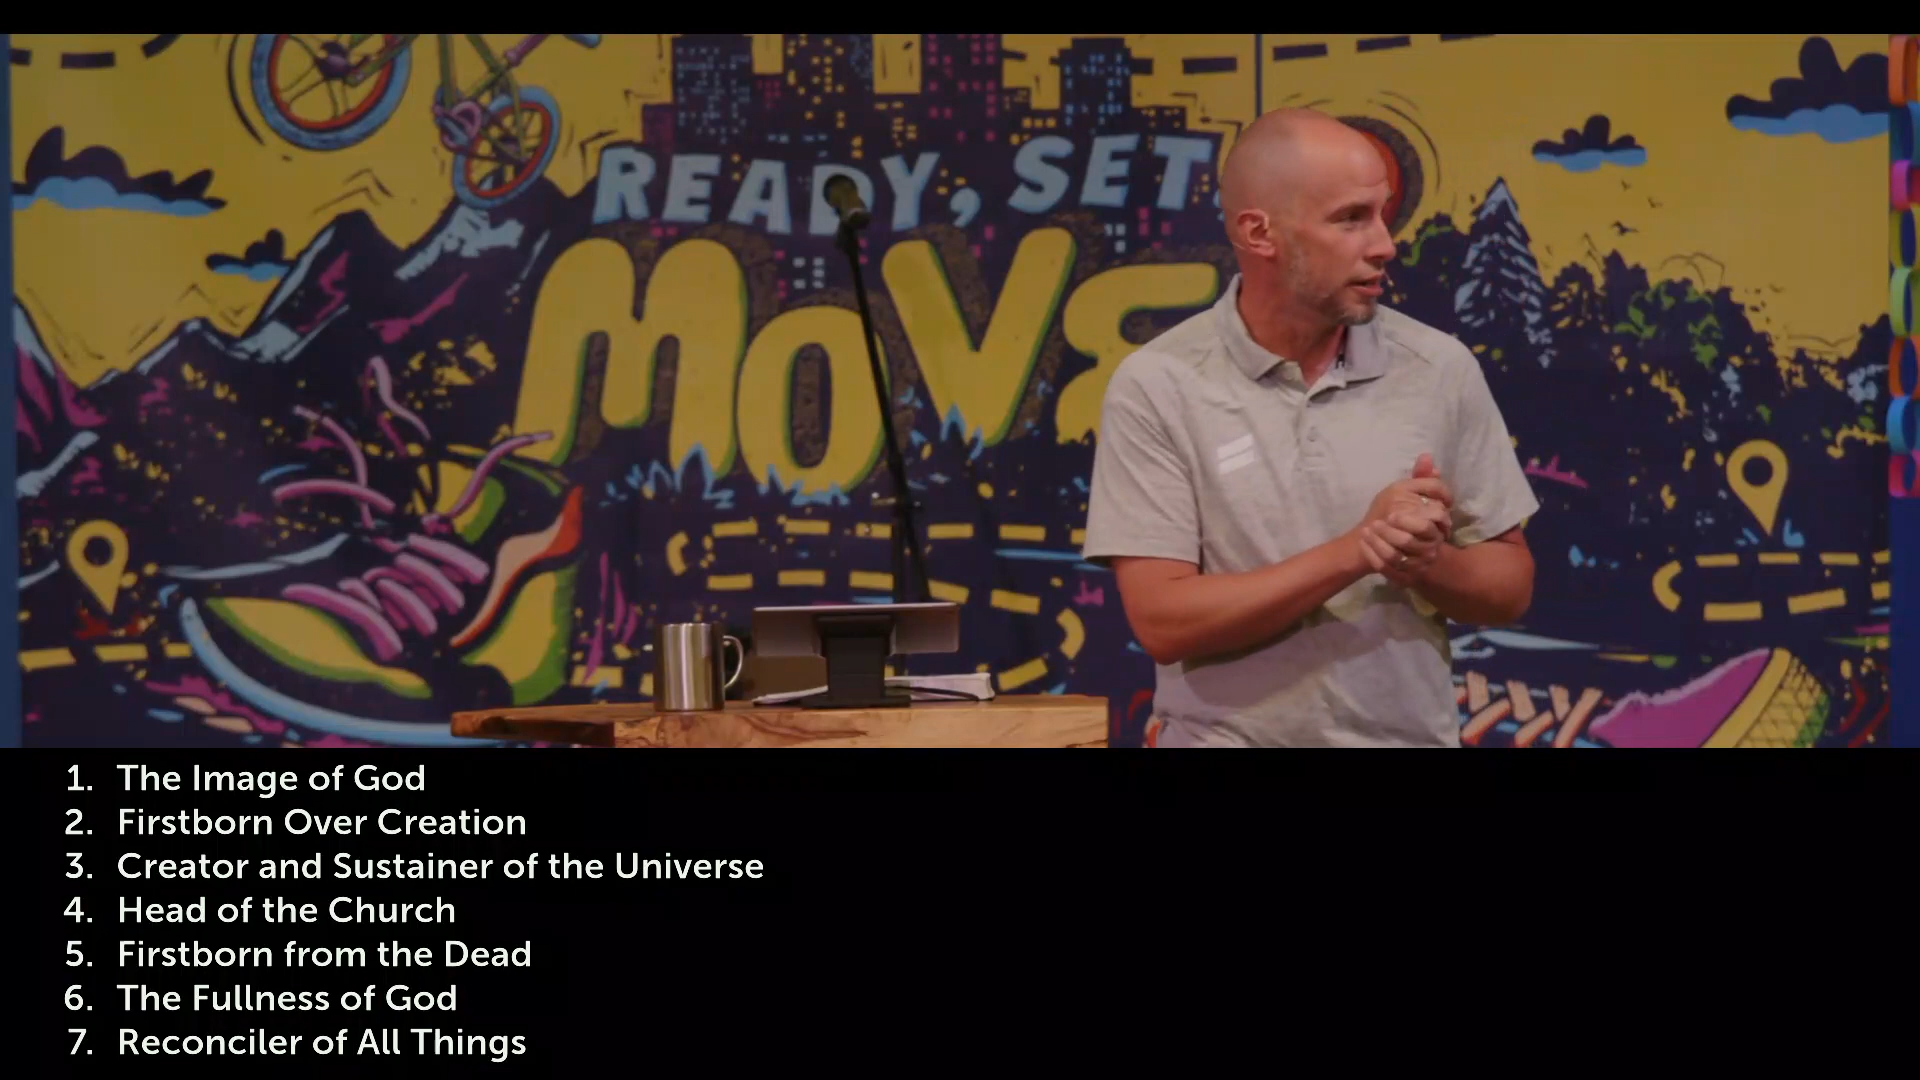 READY, SET,
MOVE
1. The Image of God
2. Firstborn Over Creation
3. Creator and Sustainer of the Universe
4. Head of the Church
5. Firstborn from the Dead
6. The Fullness of God
7. Reconciler of All Things